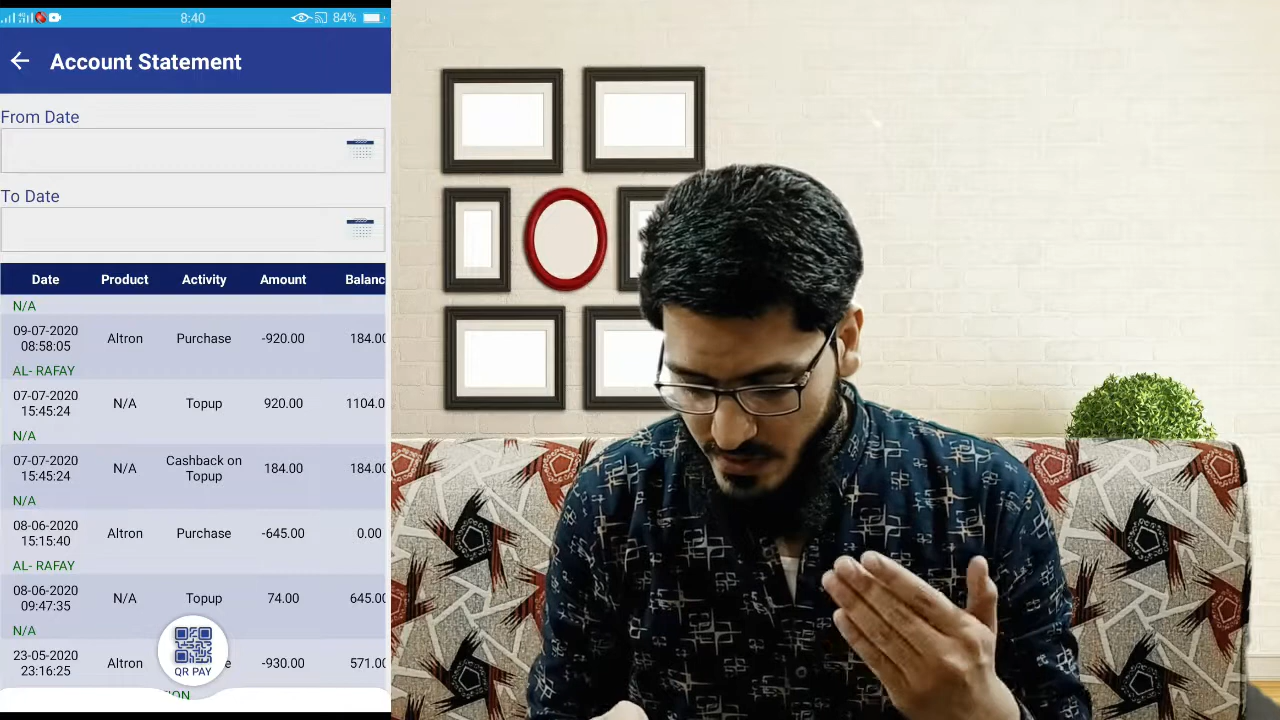 8:40
84%
Account Statement
From Date
To Date
Date Product Activity Amount Balanc
N/A
09-07-2020 08:58:05 Altron Purchase -920.00 184.00
AL- RAFAY
07-07-2020 15:45:24 N/A Topup 920.00 1104.0
N/A
07-07-2020 15:45:24 N/A Cashback on Topup 184.00 184.00
N/A
08-06-2020 15:15:40 Altron Purchase -645.00 0.00
AL- RAFAY
08-06-2020 09:47:35 N/A Topup 74.00 645.00
N/A
23-05-2020 23:16:25 Altron e -930.00 571.00
QR PAY
ION